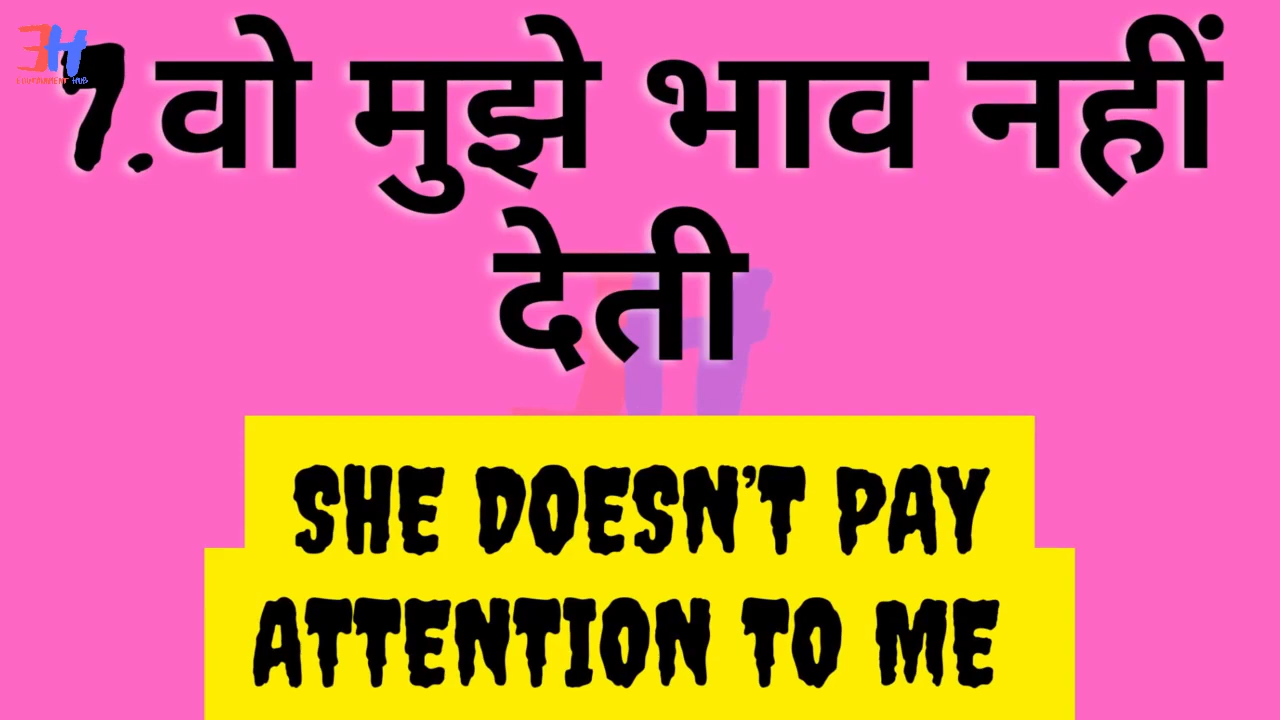 7.वो मुझे भाव नहीं
देती
SHE DOESN'T PAY
ATTENTION TO ME